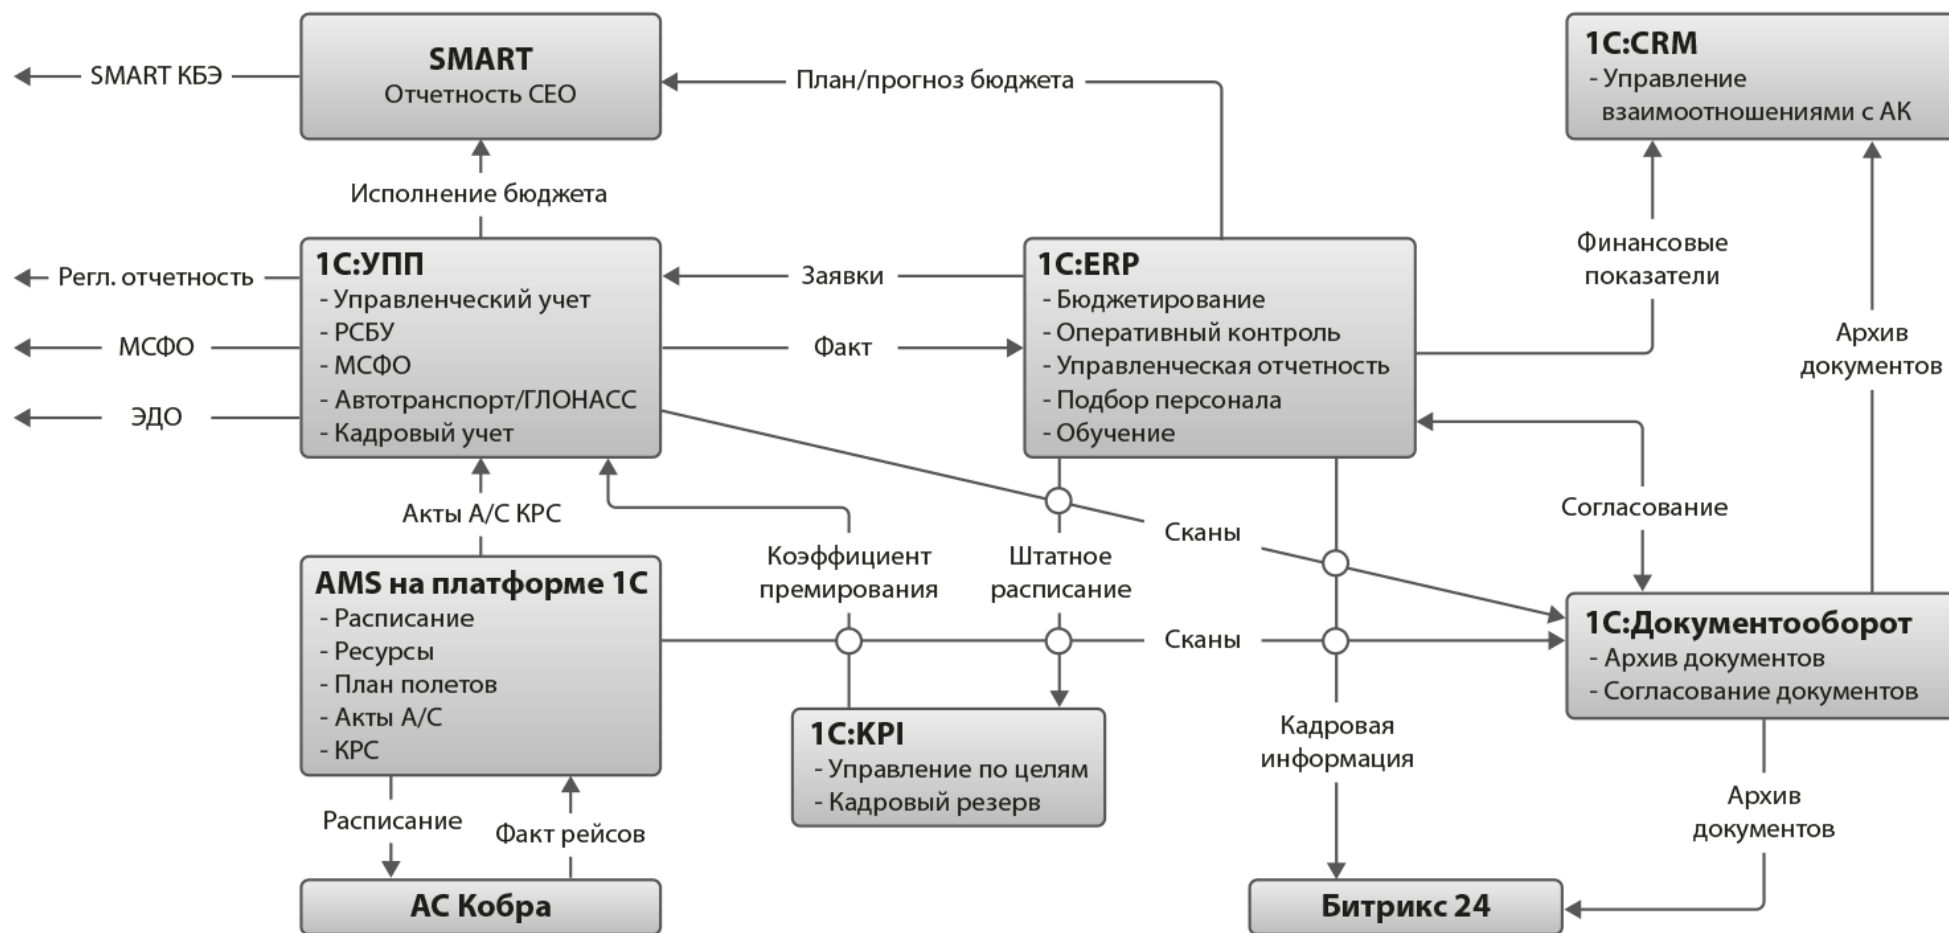 SMART
Отчетность CEO
SMART КБЭ
План/прогноз бюджета
1С:CRM
- Управление
взаимоотношениями с АК
Исполнение бюджета
Финансовые
показатели
Архив
документов
1С:УПП
- Управленческий учет
- РСБУ
- МСФО
- Автотранспорт/ГЛОНАСС
- Кадровый учет
Регл. отчетность
МСФО
ЭДО
Заявки
Факт
1С:ERP
- Бюджетирование
- Оперативный контроль
- Управленческая отчетность
- Подбор персонала
- Обучение
Акты А/С КРС
Коэффициент
премирования
Штатное
расписание
Сканы
Согласование
AMS на платформе 1С
- Расписание
- Ресурсы
- План полетов
- Акты А/С
- КРС
Сканы
1С:Документооборот
- Архив документов
- Согласование документов
1С:KPI
- Управление по целям
- Кадровый резерв
Кадровая
информация
Архив
документов
Расписание
Факт рейсов
АС Кобра
Битрикс 24